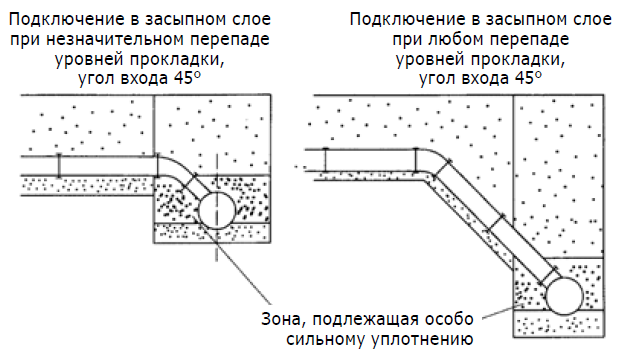 Подключение в засыпном слое
при незначительном перепаде
уровней прокладки,
угол входа 45°
Подключение в засыпном слое
при любом перепаде
уровней прокладки,
угол входа 45°
Зона, подлежащая особо
сильному уплотнению